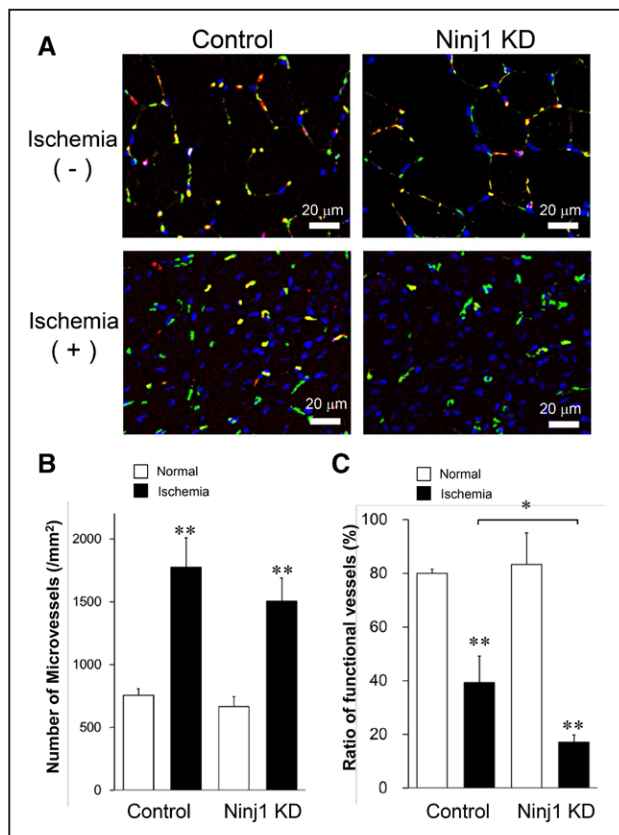 A
Control
Ninj1 KD
Ischemia
( - )
20 μm
20 μm
Ischemia
( + )
20 μm
20 μm
B
Normal
Ischemia
Number of Microvessels (/mm²)
2000
1500
1000
500
0
**
**
Control
Ninj1 KD
C
Normal
Ischemia
Ratio of functional vessels (%)
100
80
60
40
20
0
*
**
**
Control
Ninj1 KD